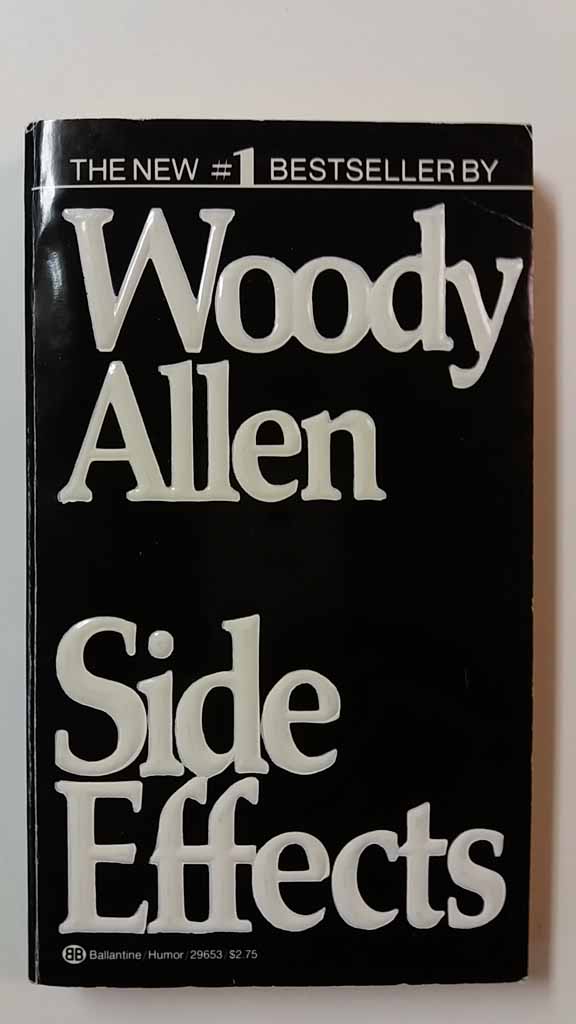 THE NEW #1 BESTSELLER BY
Woody
Allen
Side
Effects
BB Ballantine/Humor/29653/$2.75